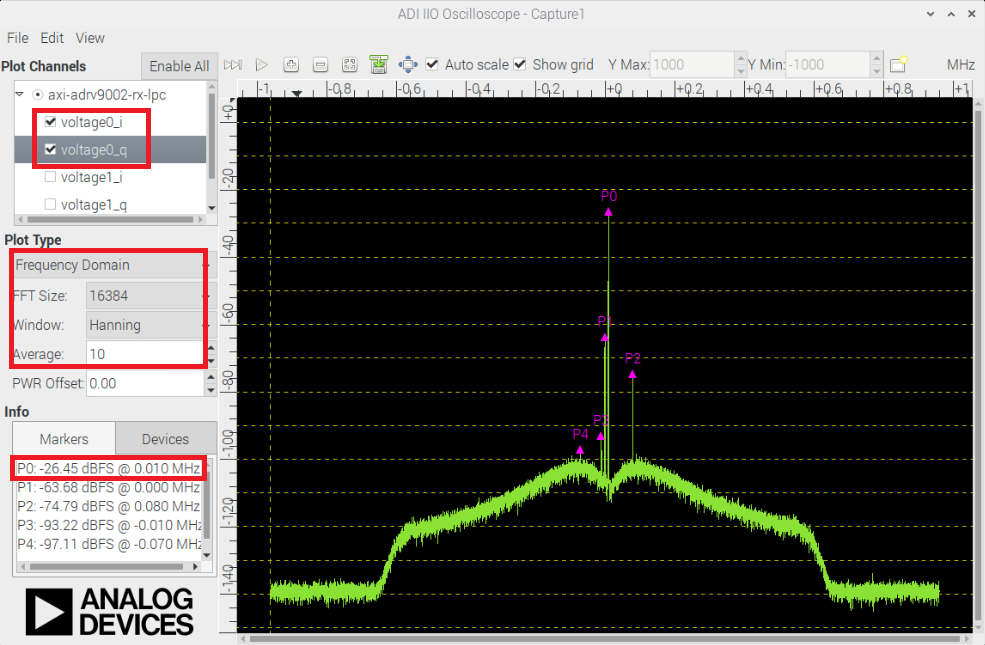 ADI IIO Oscilloscope - Capture1
File Edit View
Plot Channels Enable All Auto scale Show grid Y Max: 1000 Y Min: -1000 MHz
axi-adrv9002-rx-lpc
voltage0_i
voltage0_q
voltage1_i
voltage1_q
-1 -0,8 -0,6 -0,4 -0,2 +0 +0,2 +0,4 +0,6 +0,8 +1
+0
-20
-40
-60
-80
-100
-120
-140
P0
P1
P2
P3
P4
Plot Type
Frequency Domain
FFT Size: 16384
Window: Hanning
Average: 10
PWR Offset: 0.00
Info
Markers Devices
P0: -26.45 dBFS @ 0.010 MHz
P1: -63.68 dBFS @ 0.000 MHz
P2: -74.79 dBFS @ 0.080 MHz
P3: -93.22 dBFS @ -0.010 MHz
P4: -97.11 dBFS @ -0.070 MHz
ANALOG
DEVICES